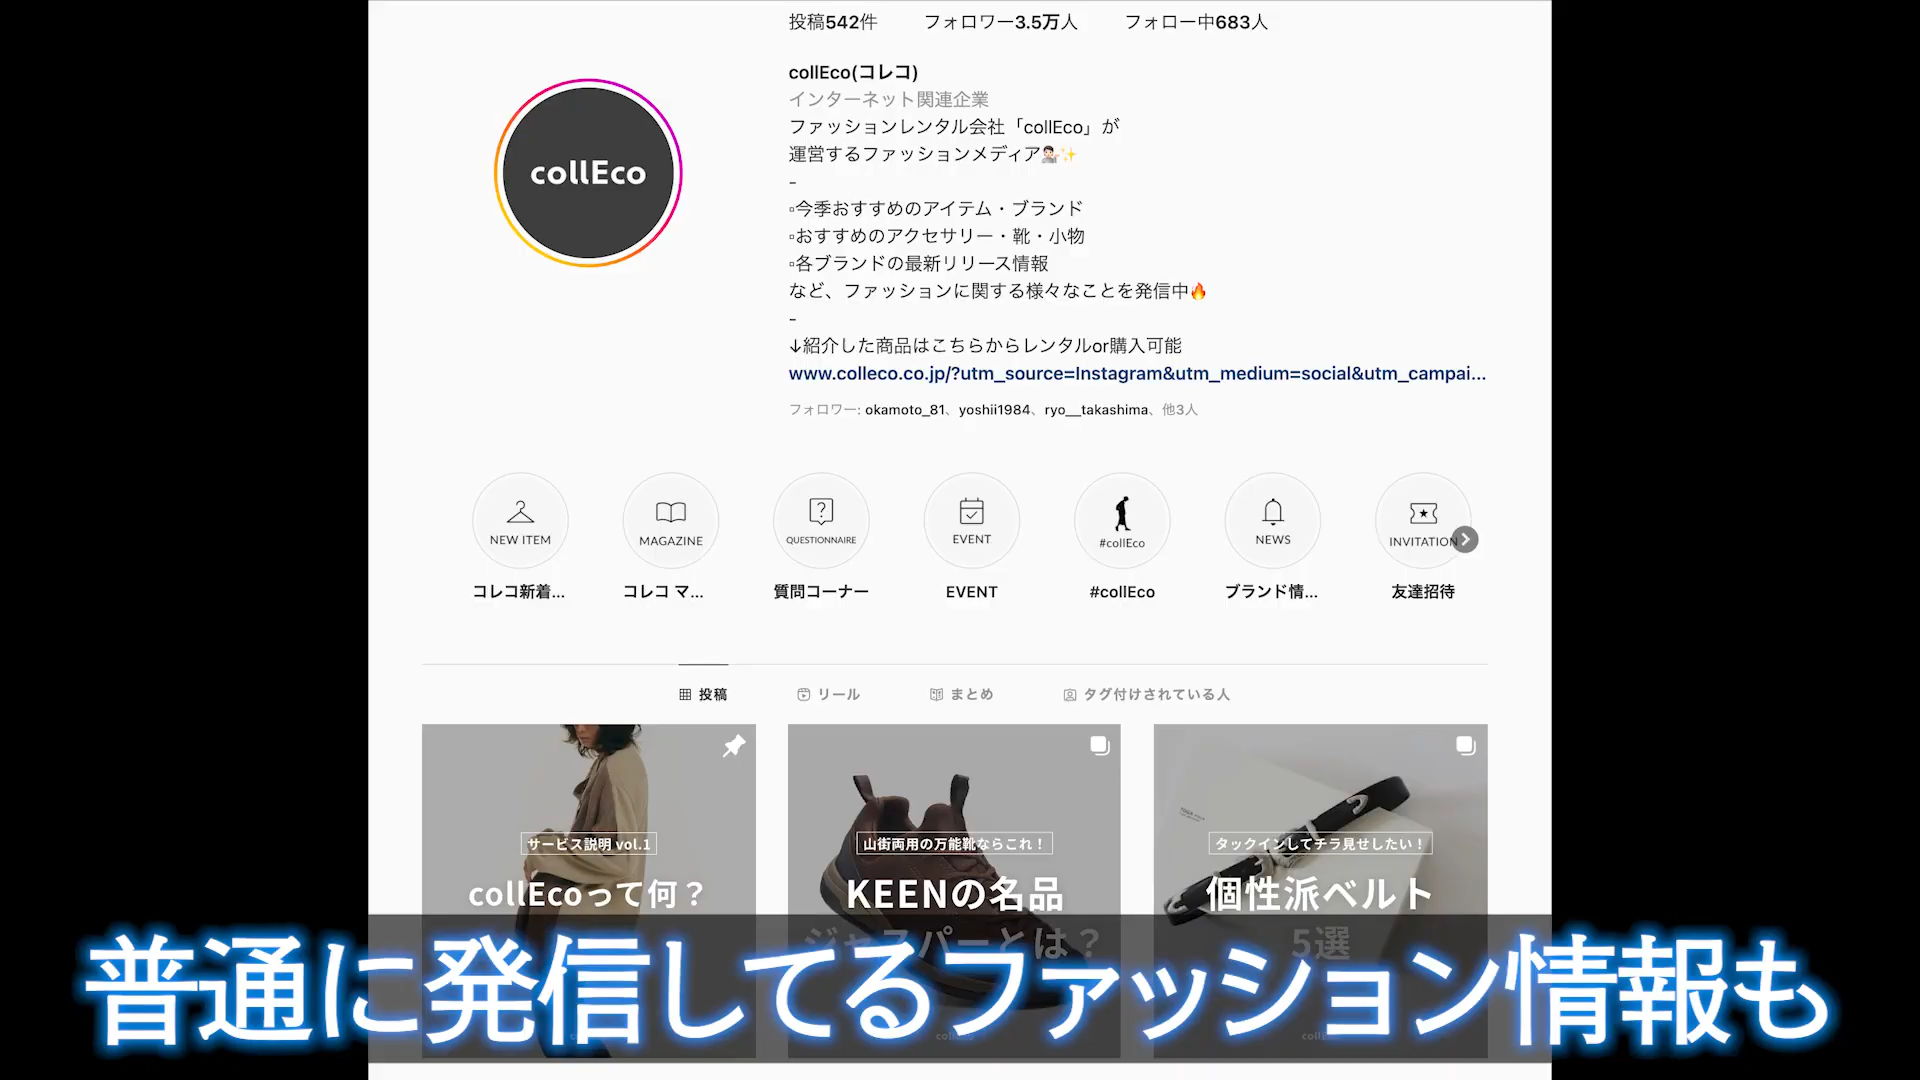 投稿542件 フォロワー3.5万人 フォロー中683人
collEco
collEco(コレコ)
インターネット関連企業
ファッションレンタル会社「collEco」が
運営するファッションメディア💁🏻‍♂️✨
-
▫️今季おすすめのアイテム・ブランド
▫️おすすめのアクセサリー・靴・小物
▫️各ブランドの最新リリース情報
など、ファッションに関する様々なことを発信中🔥
-
↓紹介した商品はこちらからレンタルor購入可能
www.colleco.co.jp/?utm_source=Instagram&utm_medium=social&utm_campai...
フォロワー: okamoto_81、yoshii1984、ryo__takashima、他3人
NEW ITEM MAGAZINE QUESTIONNAIRE EVENT #collEco NEWS INVITATION
コレコ新着... コレコ マ... 質問コーナー EVENT #collEco ブランド情... 友達招待
投稿 リール まとめ タグ付けされている人
サービス説明 vol.1
collEcoって何？
山街両用の万能靴ならこれ！
KEENの名品
ジャスパーとは？
タックインしてチラ見せしたい！
個性派ベルト
5選
普通に発信してるファッション情報も